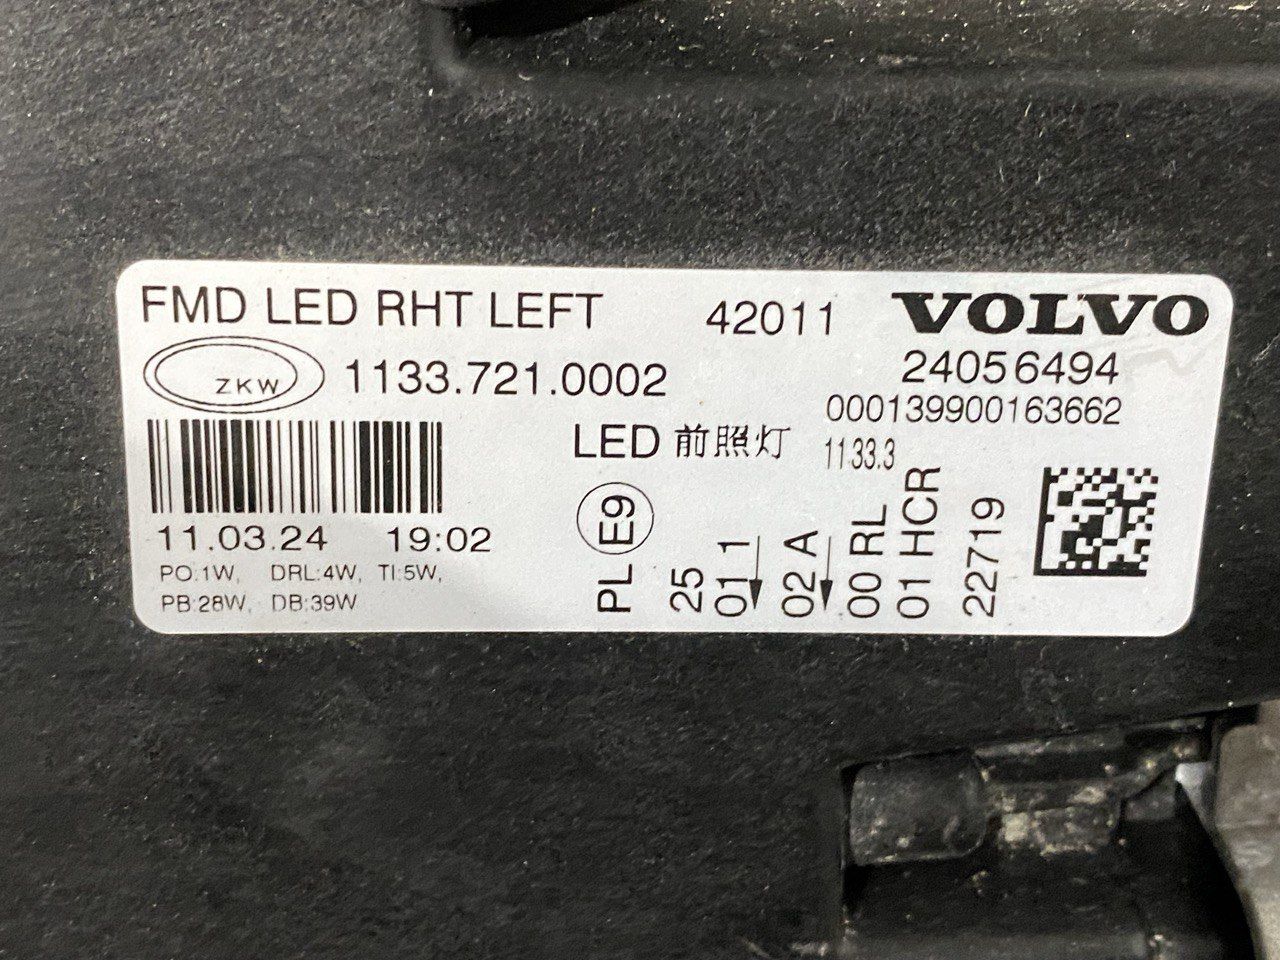 FMD LED RHT LEFT 42011 VOLVO
ZKW 1133.721.0002 24056494
000139900163662
LED 前照灯 1133.3
11.03.24 19:02
PO:1W, DRL:4W, TI:5W,
PB:28W, DB:39W
PL E9
25
01 1
02 A
00 RL
01 HCR
22719